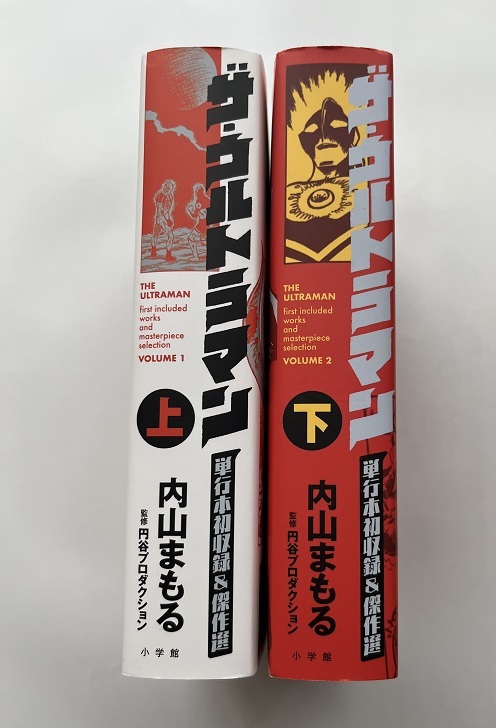 ザ・ウルトラマン
THE
ULTRAMAN
first included
works
and
masterpiece
selection
VOLUME 1
上
単行本初収録&傑作選
内山まもる
監修 円谷プロダクション
小学館
ザ・ウルトラマン
THE
ULTRAMAN
first included
works
and
masterpiece
selection
VOLUME 2
下
単行本初収録&傑作選
内山まもる
監修 円谷プロダクション
小学館